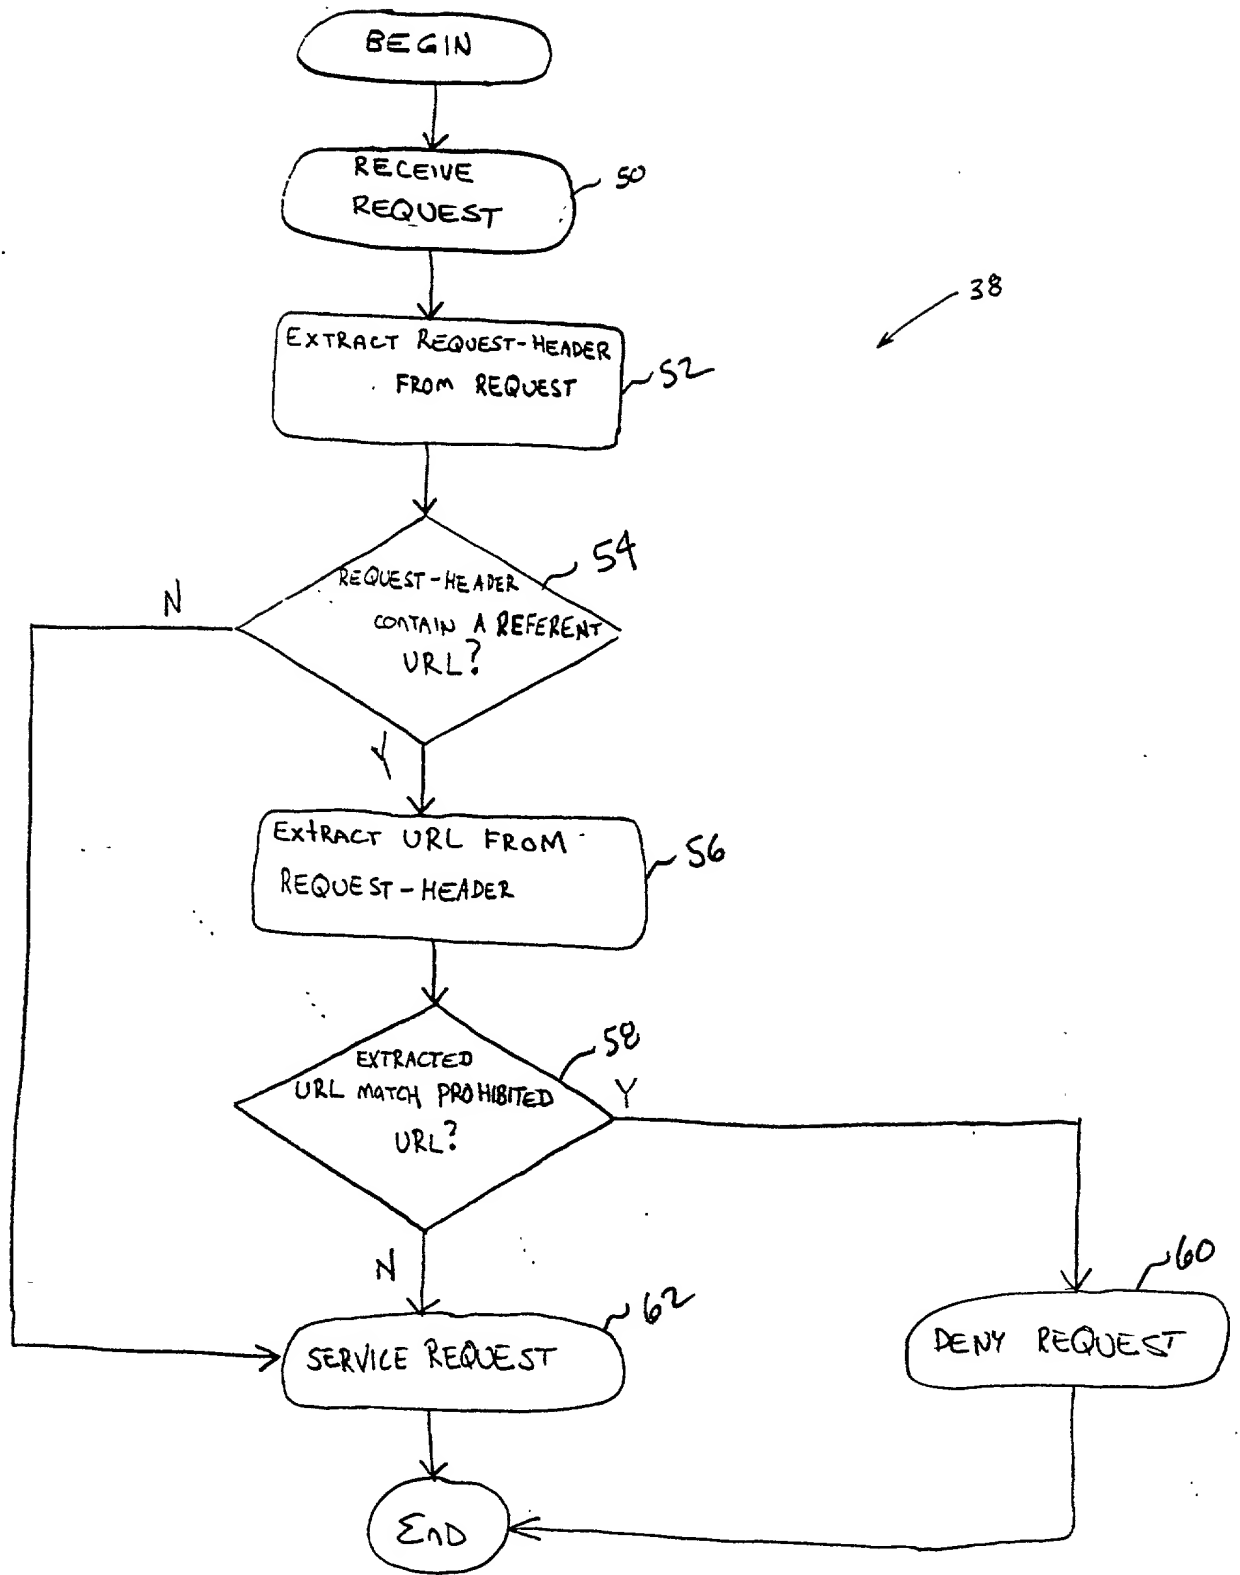 BEGIN
RECEIVE
REQUEST
50
38
EXTRACT REQUEST-HEADER
FROM REQUEST
52
54
REQUEST-HEADER
CONTAIN A REFERENT
URL?
N
Y
EXtRACT URL FROM
REQUEST-HEADER
56
58
EXTRACTED
URL MATCH PROHIBITED
URL?
Y
N
60
62
SERVICE REQUEST
DENY REQUEST
EnD